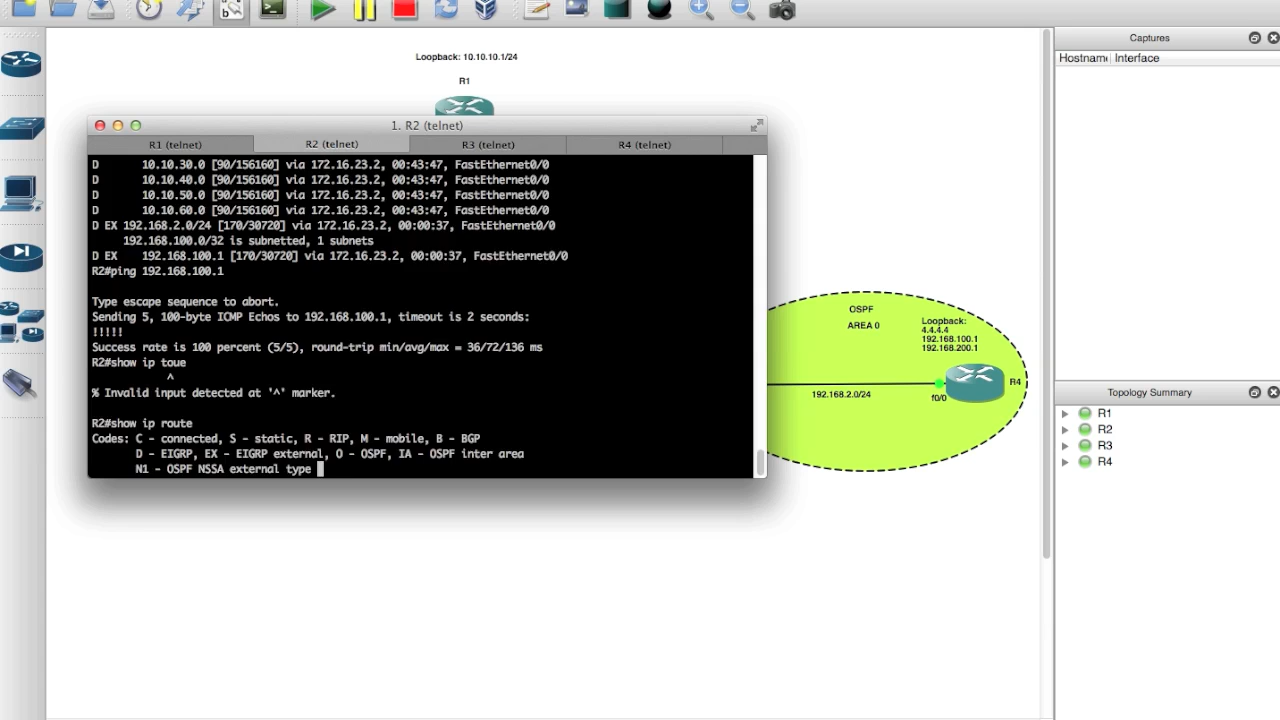 Loopback: 10.10.10.1/24
R1
1. R2 (telnet)
R1 (telnet)
R2 (telnet)
R3 (telnet)
R4 (telnet)
D       10.10.30.0 [90/156160] via 172.16.23.2, 00:43:47, FastEthernet0/0
D       10.10.40.0 [90/156160] via 172.16.23.2, 00:43:47, FastEthernet0/0
D       10.10.50.0 [90/156160] via 172.16.23.2, 00:43:47, FastEthernet0/0
D       10.10.60.0 [90/156160] via 172.16.23.2, 00:43:47, FastEthernet0/0
D EX 192.168.2.0/24 [170/30720] via 172.16.23.2, 00:00:37, FastEthernet0/0
     192.168.100.0/32 is subnetted, 1 subnets
D EX    192.168.100.1 [170/30720] via 172.16.23.2, 00:00:37, FastEthernet0/0
R2#ping 192.168.100.1
Type escape sequence to abort.
Sending 5, 100-byte ICMP Echos to 192.168.100.1, timeout is 2 seconds:
!!!!!
Success rate is 100 percent (5/5), round-trip min/avg/max = 36/72/136 ms
R2#show ip toue
^
% Invalid input detected at '^' marker.
R2#show ip route
Codes: C - connected, S - static, R - RIP, M - mobile, B - BGP
       D - EIGRP, EX - EIGRP external, O - OSPF, IA - OSPF inter area
       N1 - OSPF NSSA external type
OSPF
AREA 0
Loopback:
4.4.4.4
192.168.100.1
192.168.200.1
R4
192.168.2.0/24
f0/0
Captures
Hostname Interface
Topology Summary
R1
R2
R3
R4